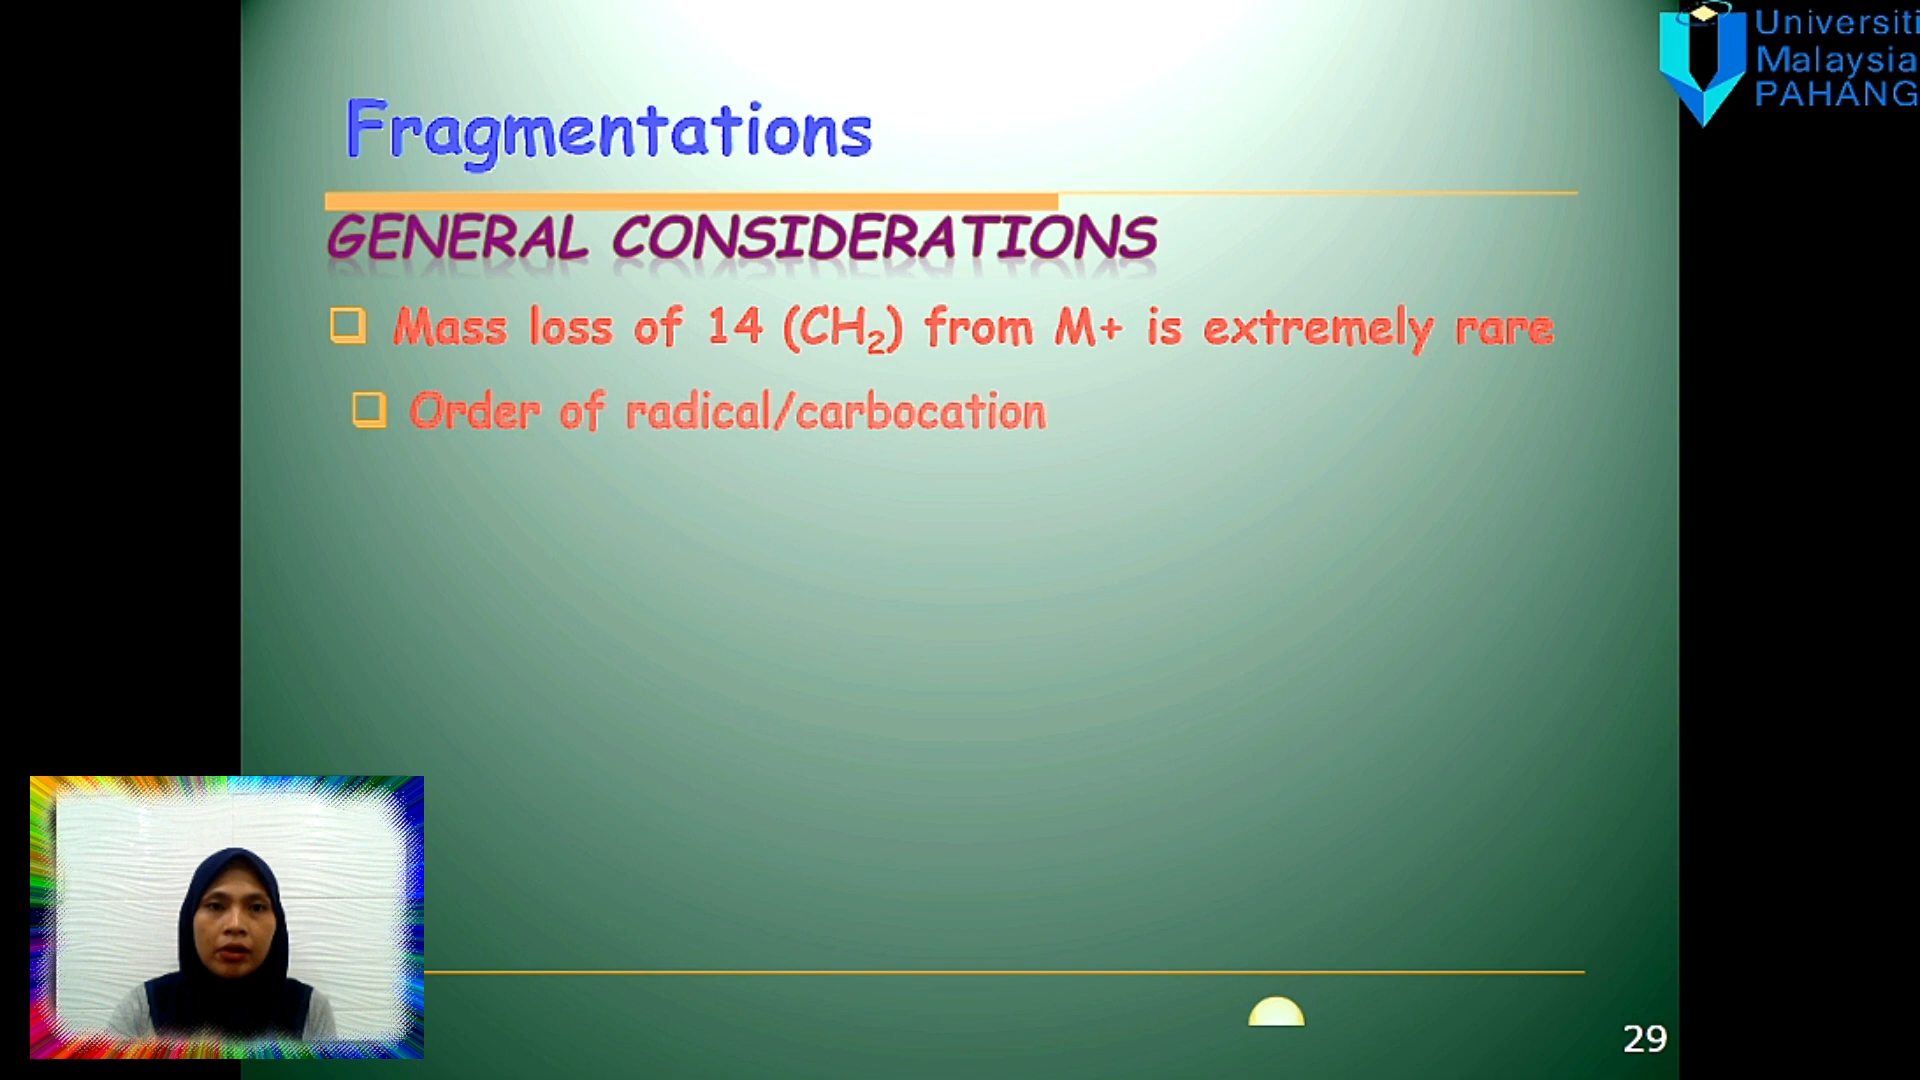 Universiti
Malaysia
PAHANG
Fragmentations
GENERAL CONSIDERATIONS
Mass loss of 14 (CH₂) from M+ is extremely rare
Order of radical/carbocation
29